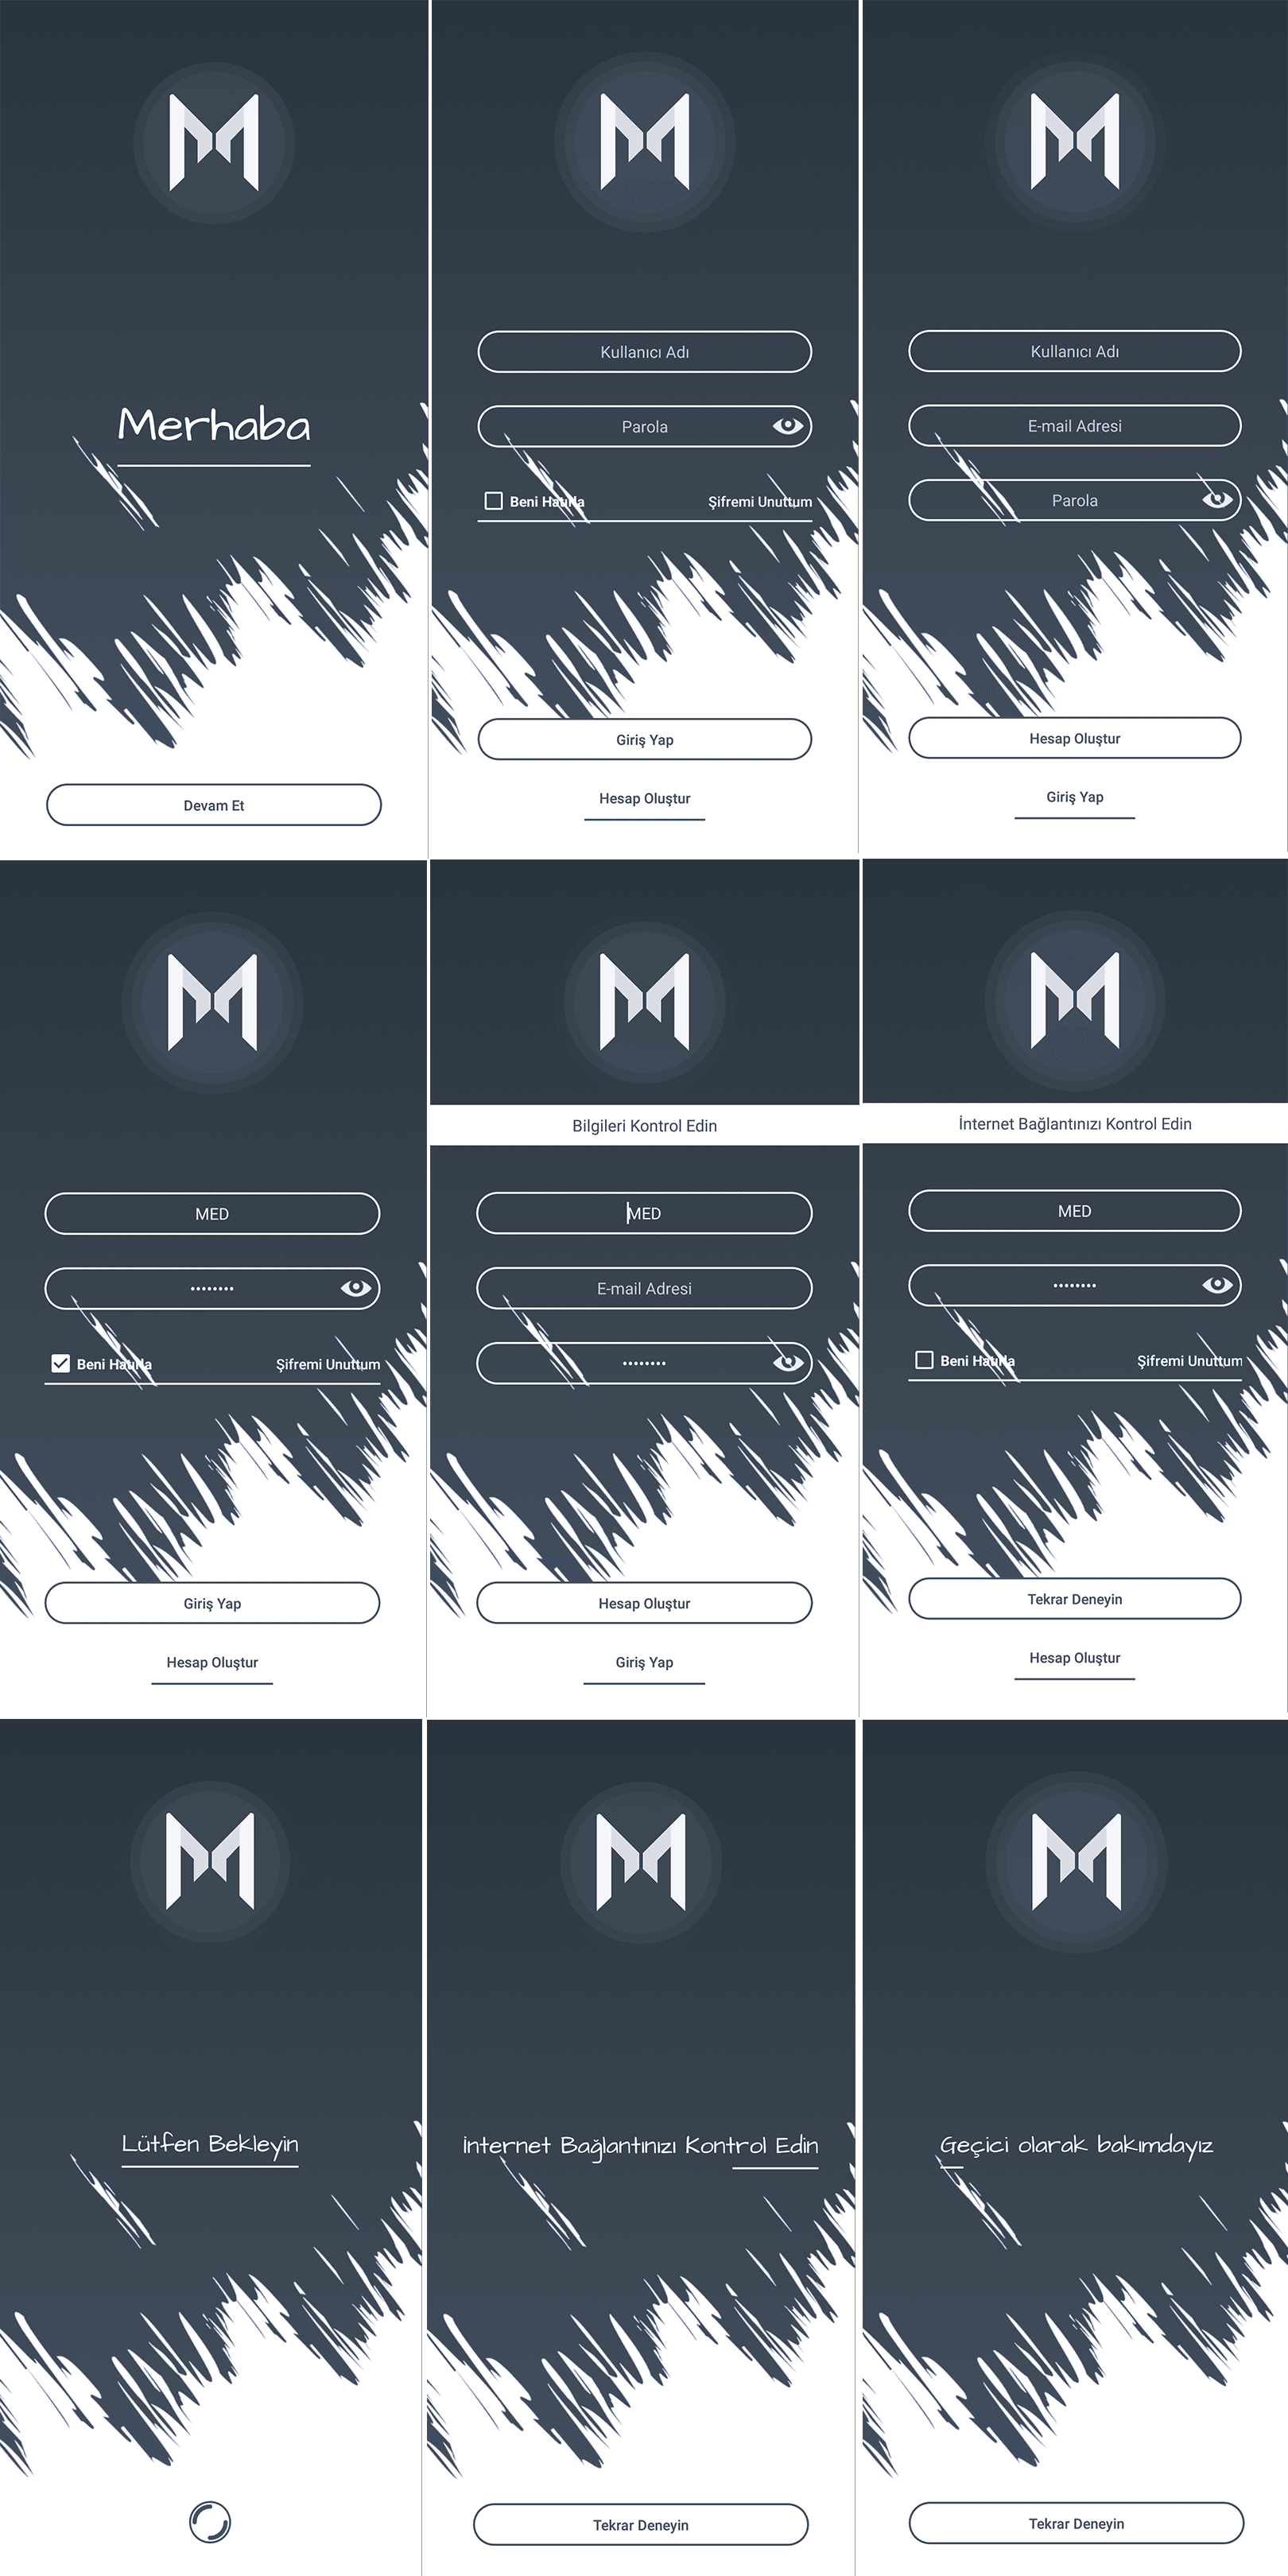 Merhaba
Devam Et
Kullanıcı Adı
Parola
Beni Hatırla
Şifremi Unuttum
Giriş Yap
Hesap Oluştur
Kullanıcı Adı
E-mail Adresi
Parola
Hesap Oluştur
Giriş Yap
MED
••••••••
Beni Hatırla
Şifremi Unuttum
Giriş Yap
Hesap Oluştur
Bilgileri Kontrol Edin
MED
E-mail Adresi
••••••••
Hesap Oluştur
Giriş Yap
İnternet Bağlantınızı Kontrol Edin
MED
••••••••
Beni Hatırla
Şifremi Unuttum
Tekrar Deneyin
Hesap Oluştur
Lütfen Bekleyin
İnternet Bağlantınızı Kontrol Edin
Tekrar Deneyin
Geçici olarak bakımdayız
Tekrar Deneyin